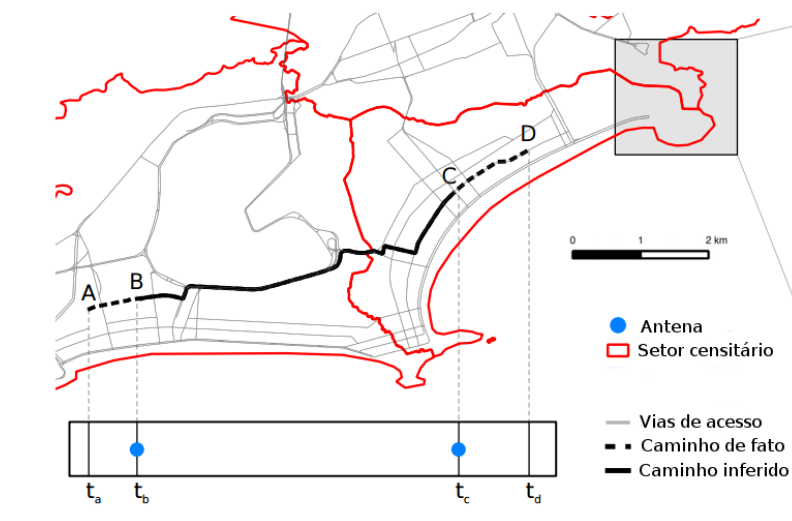 D
C
0 1 2 km
B
A
Antena
Setor censitário
Vias de acesso
Caminho de fato
Caminho inferido
ta tb tc td